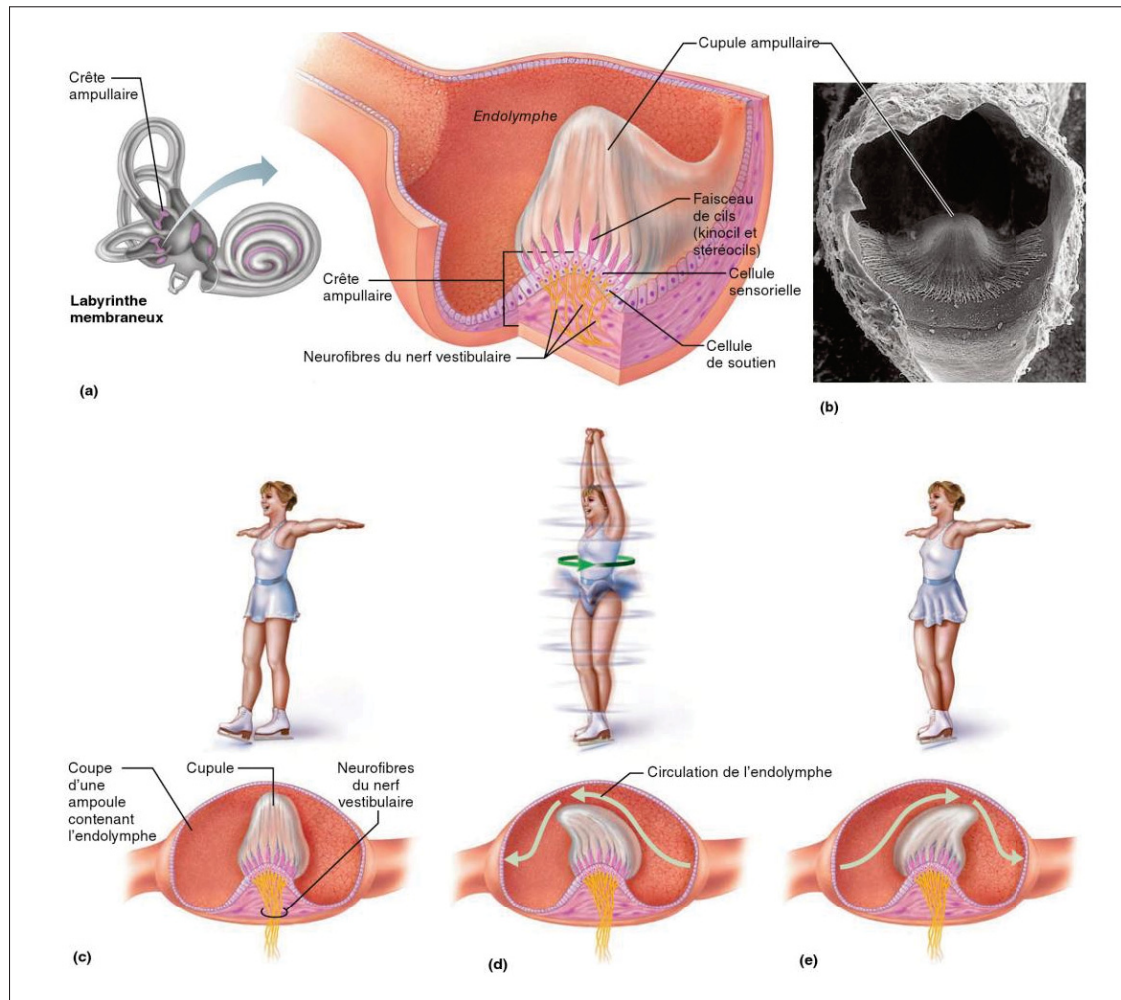 Crête
ampullaire
Labyrinthe
membraneux
Endolymphe
Cupule ampullaire
Faisceau
de cils
(kinocil et
stéréocils)
Crête
ampullaire
Cellule
sensorielle
Neurofibres du nerf vestibulaire
Cellule
de soutien
(a)
(b)
Coupe
d'une
ampoule
contenant
l'endolymphe
Cupule
Neurofibres
du nerf
vestibulaire
Circulation de l'endolymphe
(c)
(d)
(e)